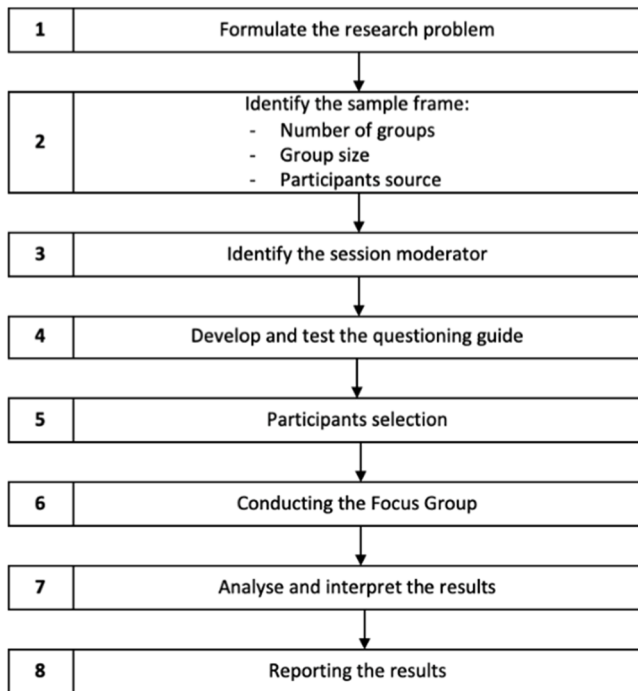 1 Formulate the research problem
2 Identify the sample frame:
- Number of groups
- Group size
- Participants source
3 Identify the session moderator
4 Develop and test the questioning guide
5 Participants selection
6 Conducting the Focus Group
7 Analyse and interpret the results
8 Reporting the results